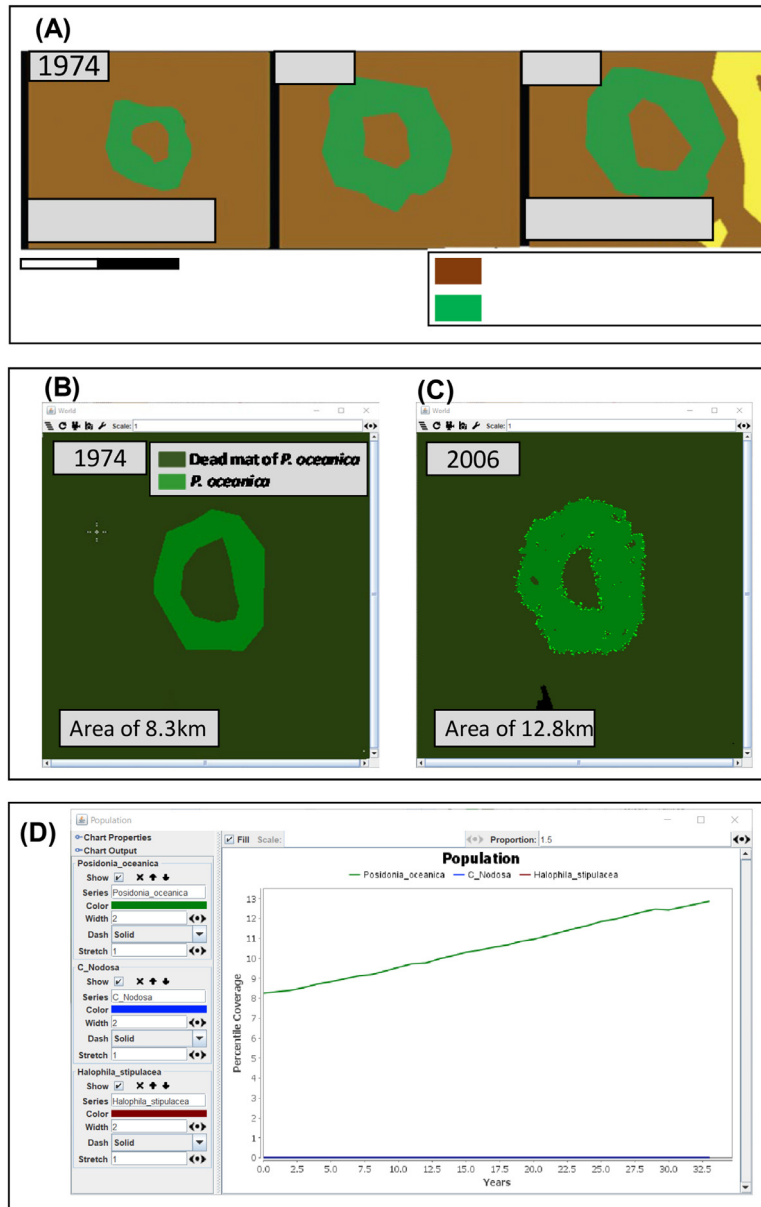 (A)
1974
(B)
(C)
World
Scale: 1
1974
Dead mat of P. oceanica
P. oceanica
Area of 8.3km
World
Scale: 1
2006
Area of 12.8km
(D)
Population
Chart Properties
Chart Output
Posidonia_oceanica
Show
Series Posidonia_oceanica
Color
Width 2
Dash Solid
Stretch 1
C_Nodosa
Show
Series C_Nodosa
Color
Width 2
Dash Solid
Stretch 1
Halophila_stipulacea
Show
Series Halophila_stipulacea
Color
Width 2
Dash Solid
Stretch 1
Fill Scale: Proportion: 1.5
Population
Posidonia_oceanica C_Nodosa Halophila_stipulacea
Percentile Coverage
13
12
11
10
9
8
7
6
5
4
3
2
1
0
0.0 2.5 5.0 7.5 10.0 12.5 15.0 17.5 20.0 22.5 25.0 27.5 30.0 32.5
Years